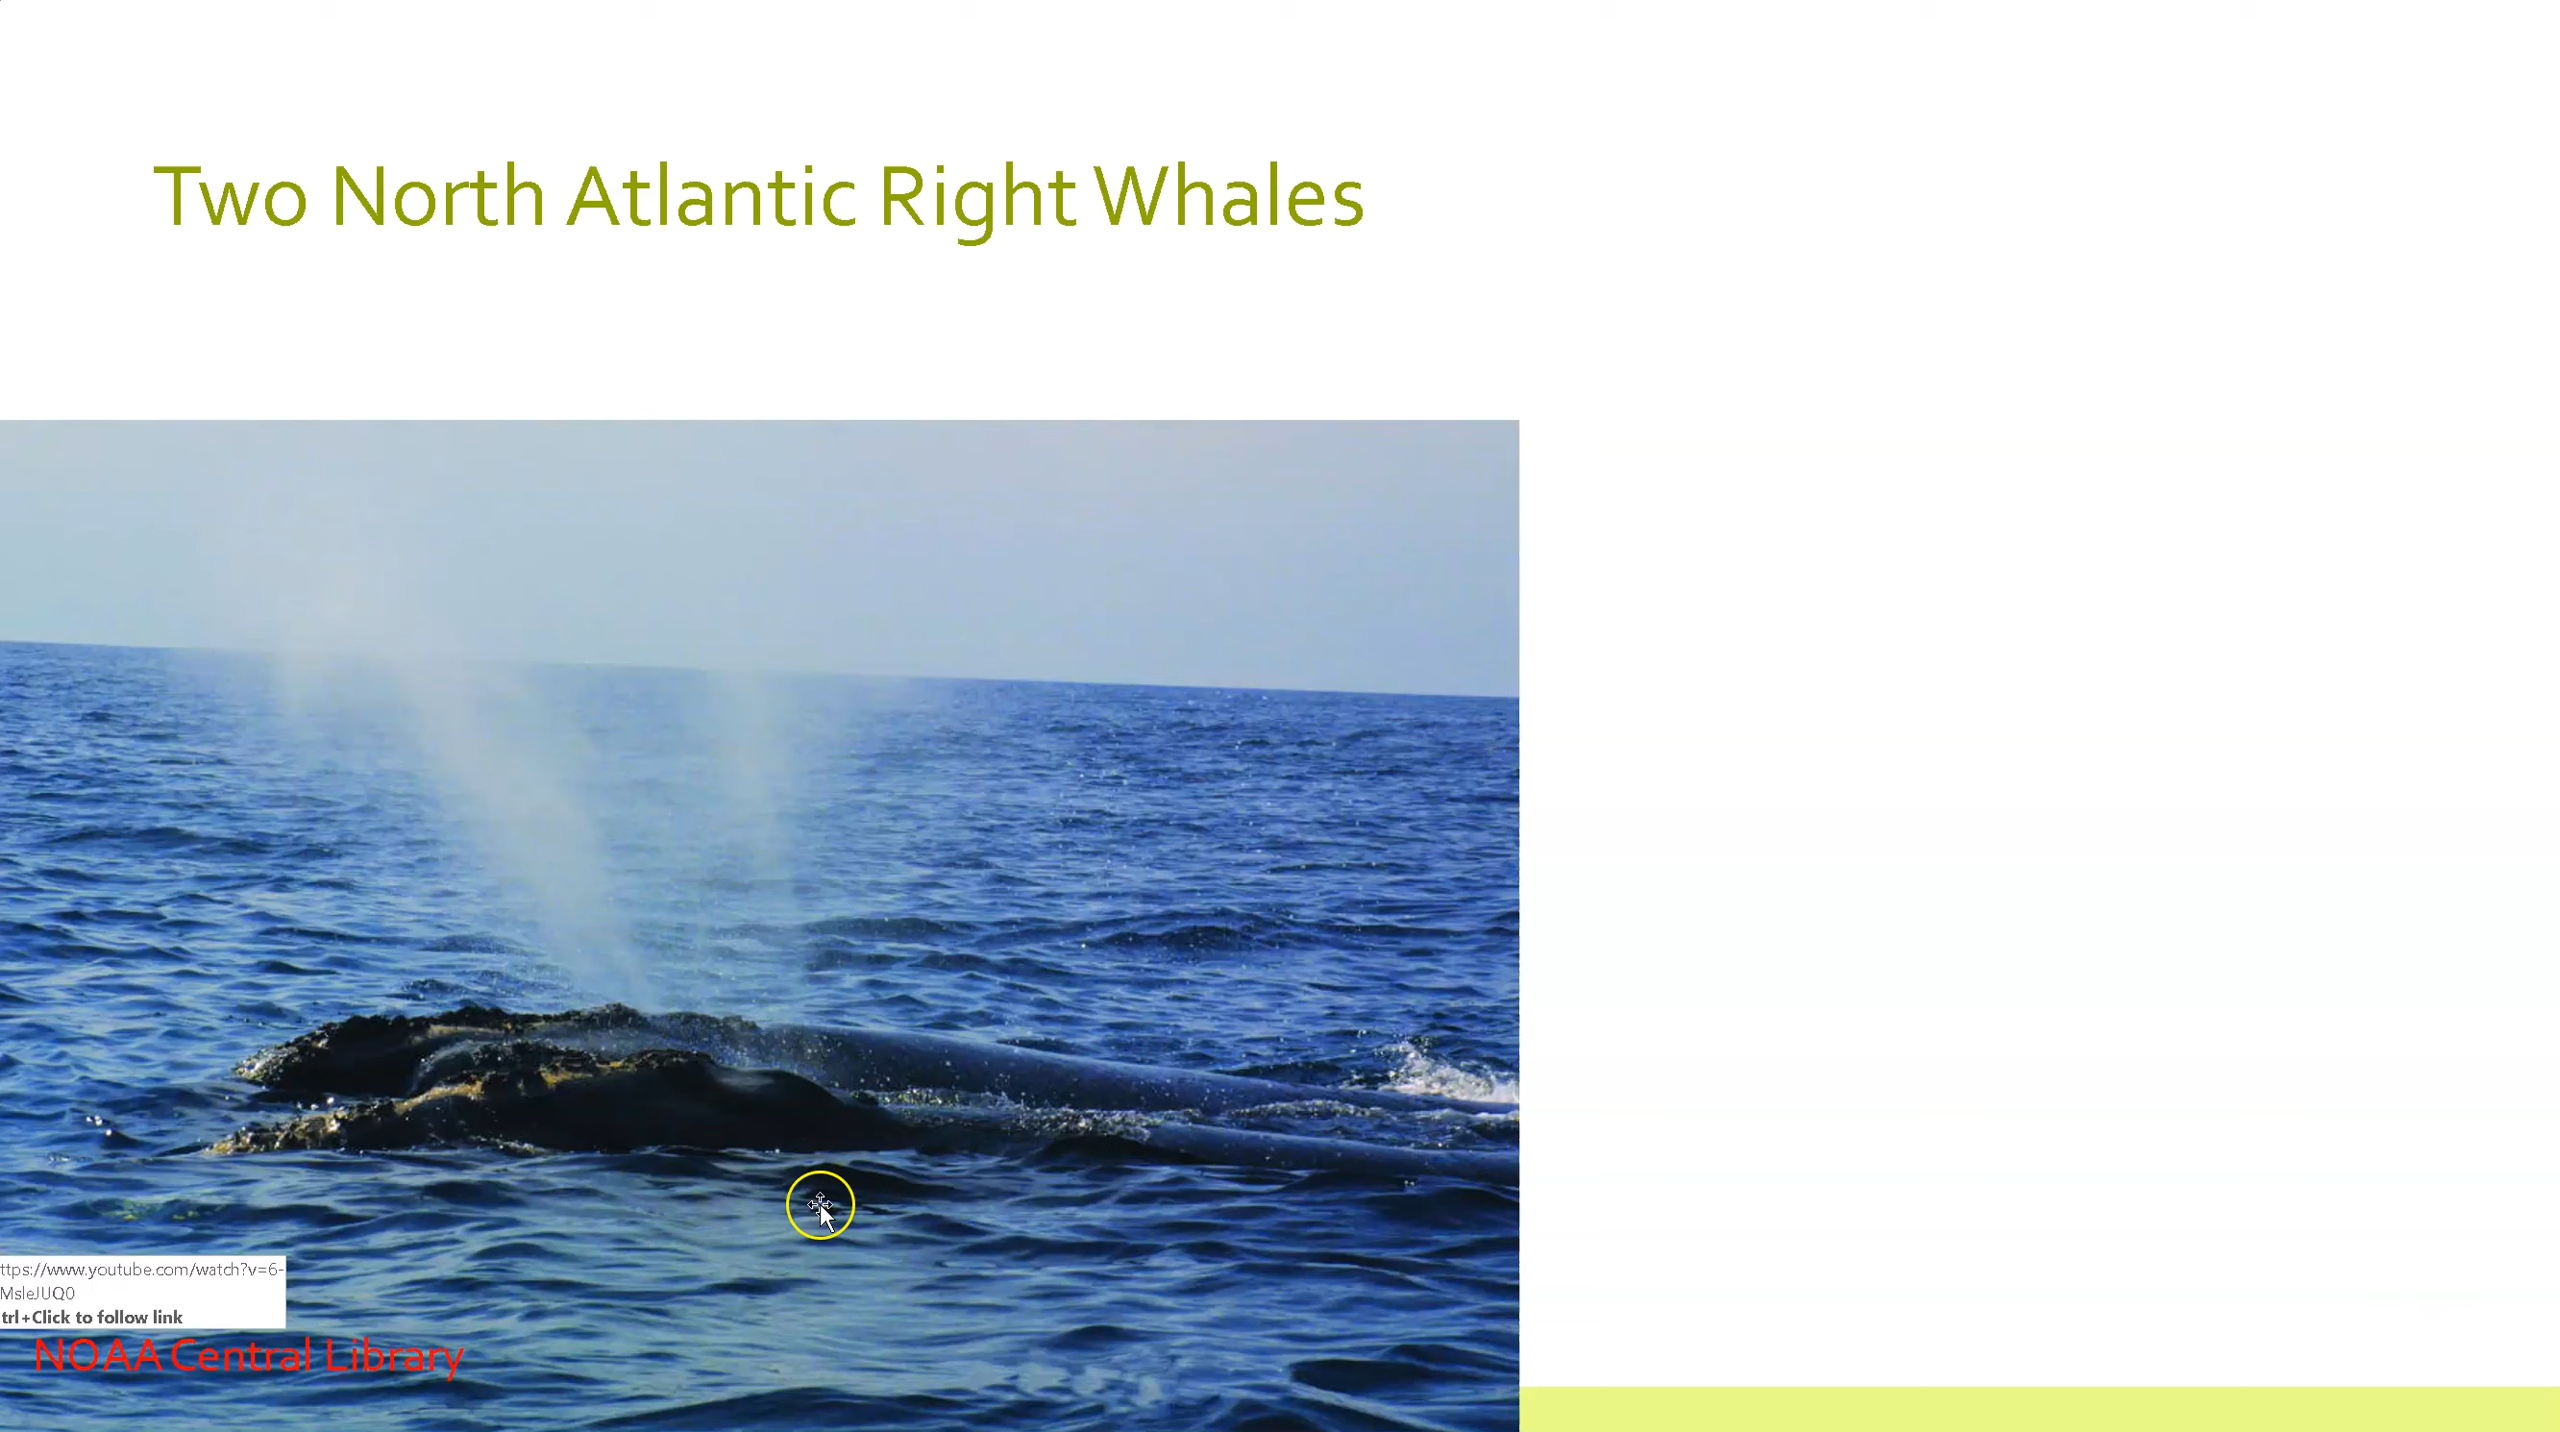 Two North Atlantic Right Whales
ttps://www.youtube.com/watch?v=6-
MsleJUQ0
trl+Click to follow link
NOAA Central Library